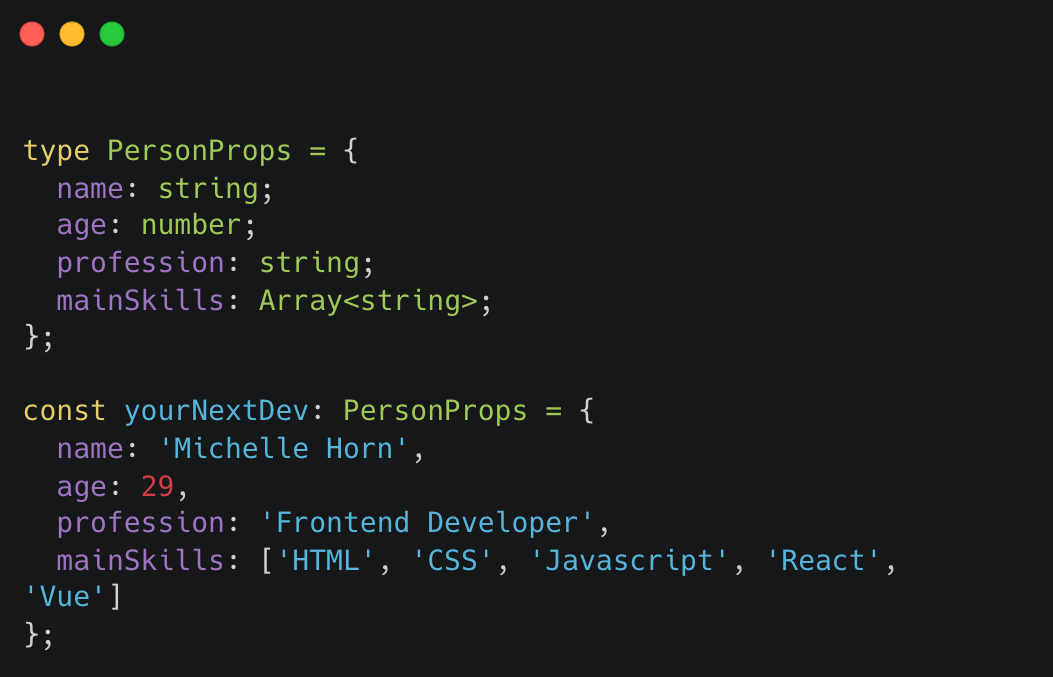 type PersonProps = {
  name: string;
  age: number;
  profession: string;
  mainSkills: Array<string>;
};

const yourNextDev: PersonProps = {
  name: 'Michelle Horn',
  age: 29,
  profession: 'Frontend Developer',
  mainSkills: ['HTML', 'CSS', 'Javascript', 'React',
'Vue']
};